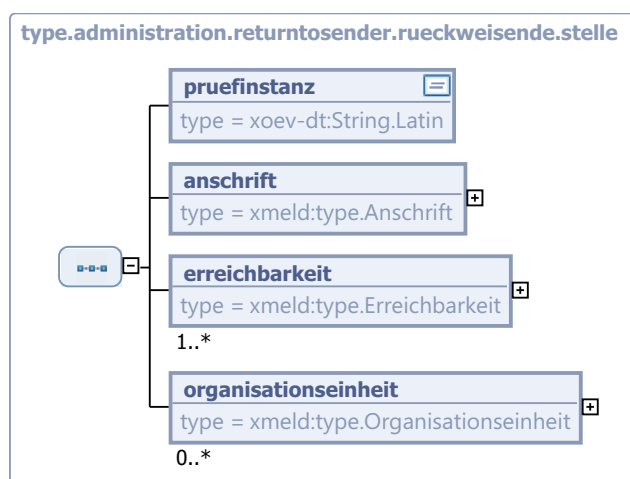 type.administration.returntosender.rueckweisende.stelle
pruefinstanz
type = xoev-dt:String.Latin
anschrift
type = xmeld:type.Anschrift
erreichbarkeit
type = xmeld:type.Erreichbarkeit
1..*
organisationseinheit
type = xmeld:type.Organisationseinheit
0..*